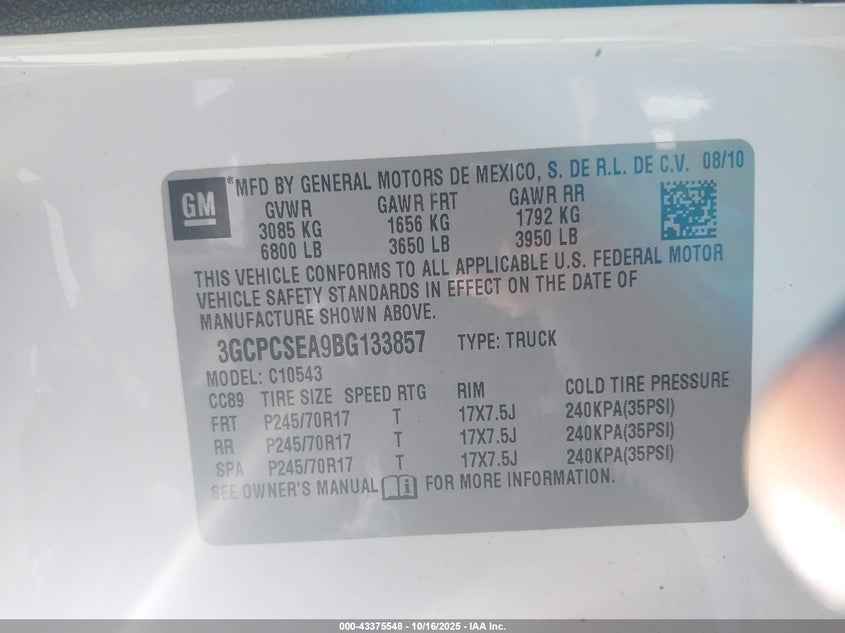 GM
*MFD BY GENERAL MOTORS DE MEXICO, S. DE R.L. DE C.V. 08/10
GVWR GAWR FRT GAWR RR
3085 KG 1656 KG 1792 KG
6800 LB 3650 LB 3950 LB
THIS VEHICLE CONFORMS TO ALL APPLICABLE U.S. FEDERAL MOTOR
VEHICLE SAFETY STANDARDS IN EFFECT ON THE DATE OF
MANUFACTURE SHOWN ABOVE.
3GCPCSEA9BG133857 TYPE: TRUCK
MODEL: C10543
CC89 TIRE SIZE SPEED RTG RIM COLD TIRE PRESSURE
FRT P245/70R17 T 17X7.5J 240KPA(35PSI)
RR P245/70R17 T 17X7.5J 240KPA(35PSI)
SPA P245/70R17 T 17X7.5J 240KPA(35PSI)
SEE OWNER'S MANUAL FOR MORE INFORMATION.
000-43375548 - 10/16/2025 - IAA Inc.